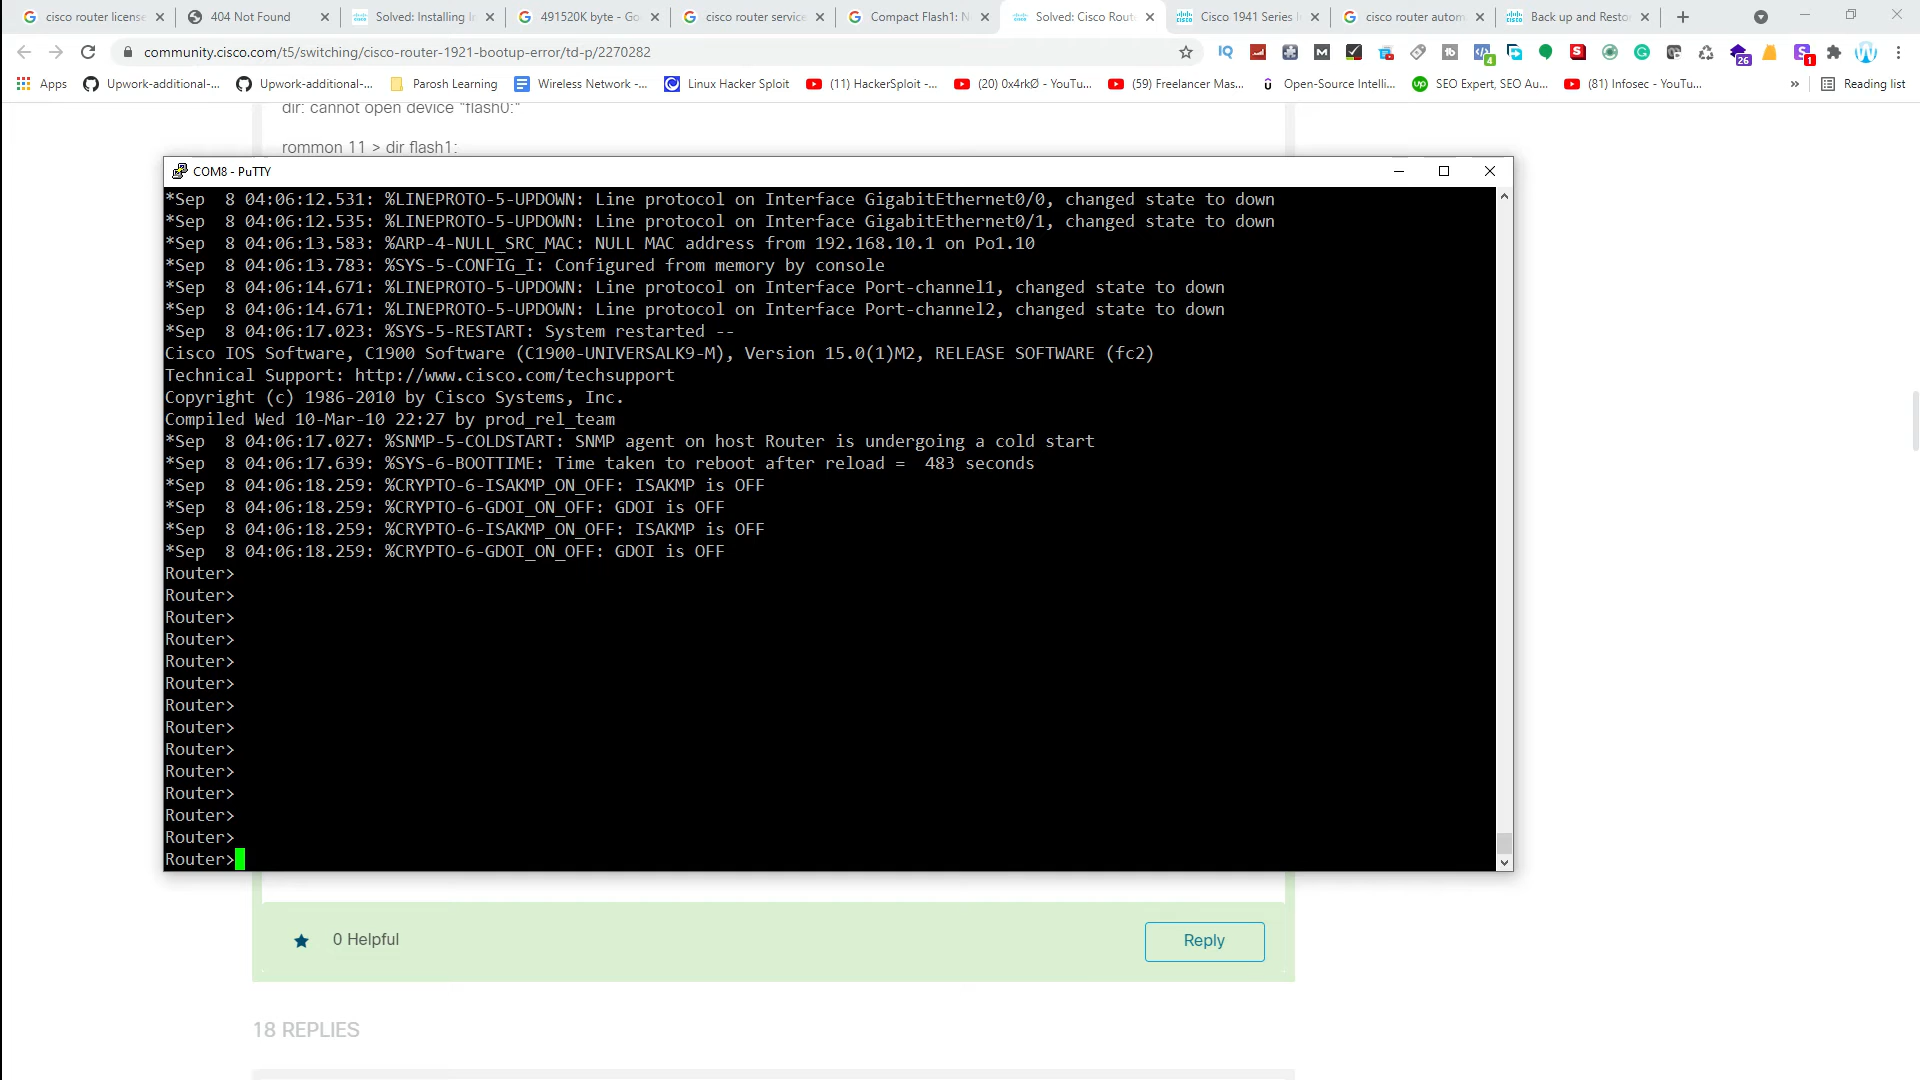 cisco router license
404 Not Found
Solved: Installing I
491520K byte - Go
cisco router service
Compact Flash1: N
Solved: Cisco Rout
Cisco 1941 Series I
cisco router autom
Back up and Resto
community.cisco.com/t5/switching/cisco-router-1921-bootup-error/td-p/2270282
Apps
Upwork-additional-...
Upwork-additional-...
Parosh Learning
Wireless Network -...
Linux Hacker Sploit
(11) HackerSploit -...
(20) 0x4rkØ - YouTu...
(59) Freelancer Mas...
Open-Source Intelli...
SEO Expert, SEO Au...
(81) Infosec - YouTu...
»
Reading list
dir: cannot open device "flash0:"
rommon 11 > dir flash1:
COM8 - PuTTY
*Sep  8 04:06:12.531: %LINEPROTO-5-UPDOWN: Line protocol on Interface GigabitEthernet0/0, changed state to down
*Sep  8 04:06:12.535: %LINEPROTO-5-UPDOWN: Line protocol on Interface GigabitEthernet0/1, changed state to down
*Sep  8 04:06:13.583: %ARP-4-NULL_SRC_MAC: NULL MAC address from 192.168.10.1 on Po1.10
*Sep  8 04:06:13.783: %SYS-5-CONFIG_I: Configured from memory by console
*Sep  8 04:06:14.671: %LINEPROTO-5-UPDOWN: Line protocol on Interface Port-channel1, changed state to down
*Sep  8 04:06:14.671: %LINEPROTO-5-UPDOWN: Line protocol on Interface Port-channel2, changed state to down
*Sep  8 04:06:17.023: %SYS-5-RESTART: System restarted --
Cisco IOS Software, C1900 Software (C1900-UNIVERSALK9-M), Version 15.0(1)M2, RELEASE SOFTWARE (fc2)
Technical Support: http://www.cisco.com/techsupport
Copyright (c) 1986-2010 by Cisco Systems, Inc.
Compiled Wed 10-Mar-10 22:27 by prod_rel_team
*Sep  8 04:06:17.027: %SNMP-5-COLDSTART: SNMP agent on host Router is undergoing a cold start
*Sep  8 04:06:17.639: %SYS-6-BOOTTIME: Time taken to reboot after reload =  483 seconds
*Sep  8 04:06:18.259: %CRYPTO-6-ISAKMP_ON_OFF: ISAKMP is OFF
*Sep  8 04:06:18.259: %CRYPTO-6-GDOI_ON_OFF: GDOI is OFF
*Sep  8 04:06:18.259: %CRYPTO-6-ISAKMP_ON_OFF: ISAKMP is OFF
*Sep  8 04:06:18.259: %CRYPTO-6-GDOI_ON_OFF: GDOI is OFF
Router>
Router>
Router>
Router>
Router>
Router>
Router>
Router>
Router>
Router>
Router>
Router>
Router>
Router>
0 Helpful
Reply
18 REPLIES